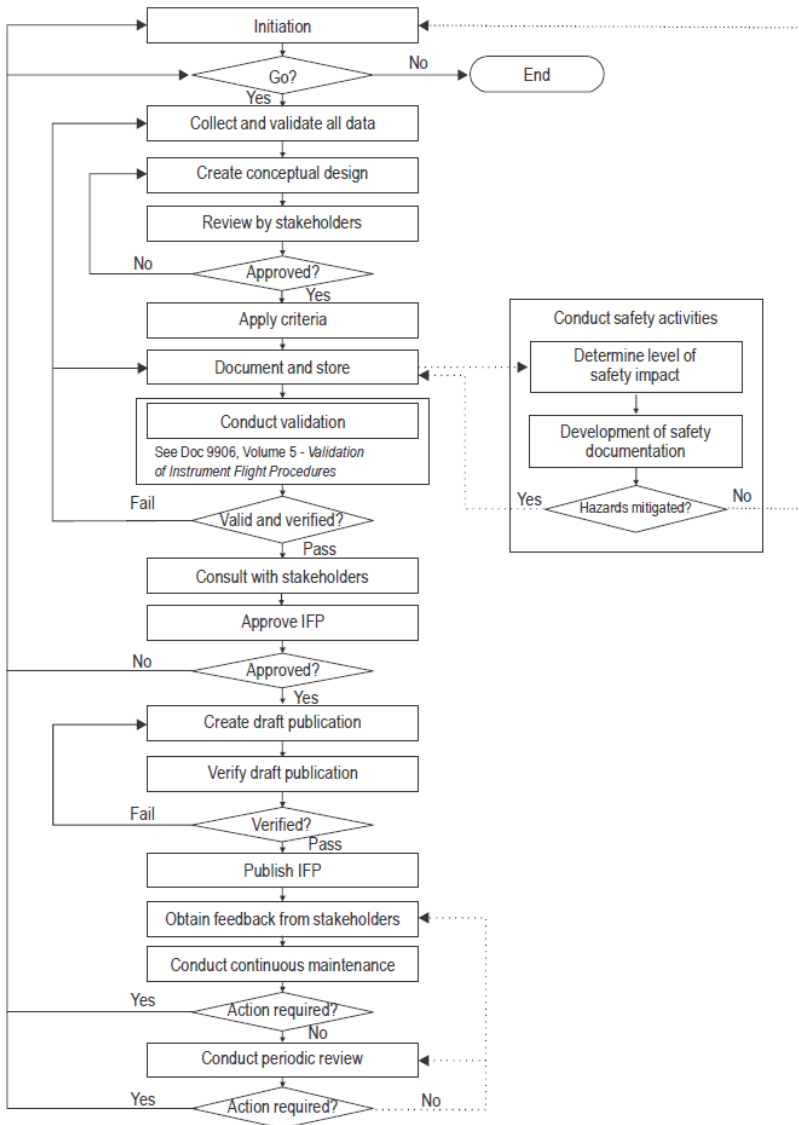 Initiation
Go?
No
End
Yes
Collect and validate all data
Create conceptual design
Review by stakeholders
No
Approved?
Yes
Apply criteria
Document and store
Conduct validation
See Doc 9906, Volume 5 - Validation
of Instrument Flight Procedures
Fail
Valid and verified?
Pass
Conduct safety activities
Determine level of
safety impact
Development of safety
documentation
Yes
Hazards mitigated?
No
Consult with stakeholders
Approve IFP
No
Approved?
Yes
Create draft publication
Verify draft publication
Fail
Verified?
Pass
Publish IFP
Obtain feedback from stakeholders
Conduct continuous maintenance
Yes
Action required?
No
Conduct periodic review
Yes
Action required?
No